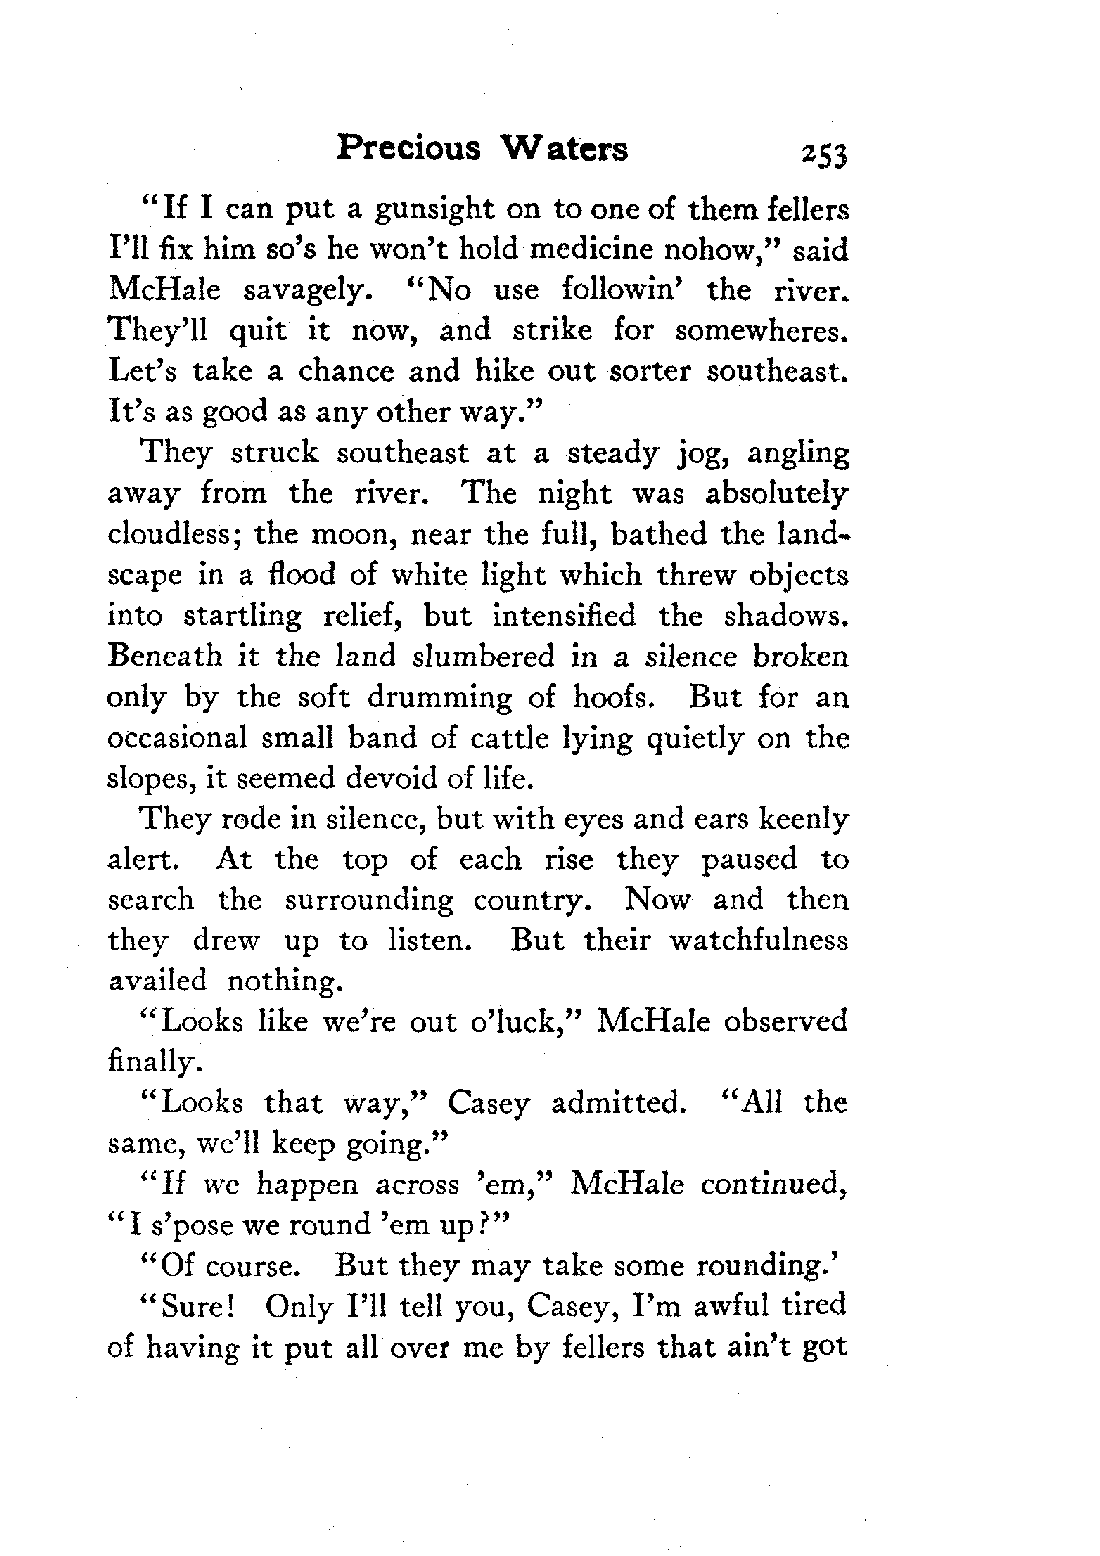 Precious Waters 253
“If I can put a gunsight on to one of them fellers
I’ll fix him so’s he won’t hold medicine nohow,” said
McHale savagely. “No use followin’ the river.
They’ll quit it now, and strike for somewheres.
Let’s take a chance and hike out sorter southeast.
It’s as good as any other way.”
They struck southeast at a steady jog, angling
away from the river. The night was absolutely
cloudless; the moon, near the full, bathed the land-
scape in a flood of white light which threw objects
into startling relief, but intensified the shadows.
Beneath it the land slumbered in a silence broken
only by the soft drumming of hoofs. But for an
occasional small band of cattle lying quietly on the
slopes, it seemed devoid of life.
They rode in silence, but with eyes and ears keenly
alert. At the top of each rise they paused to
search the surrounding country. Now and then
they drew up to listen. But their watchfulness
availed nothing.
“Looks like we’re out o’luck,” McHale observed
finally.
“Looks that way,” Casey admitted. “All the
same, we’ll keep going.”
“If we happen across ’em,” McHale continued,
“I s’pose we round ’em up?”
“Of course. But they may take some rounding.’
“Sure! Only I’ll tell you, Casey, I’m awful tired
of having it put all over me by fellers that ain’t got